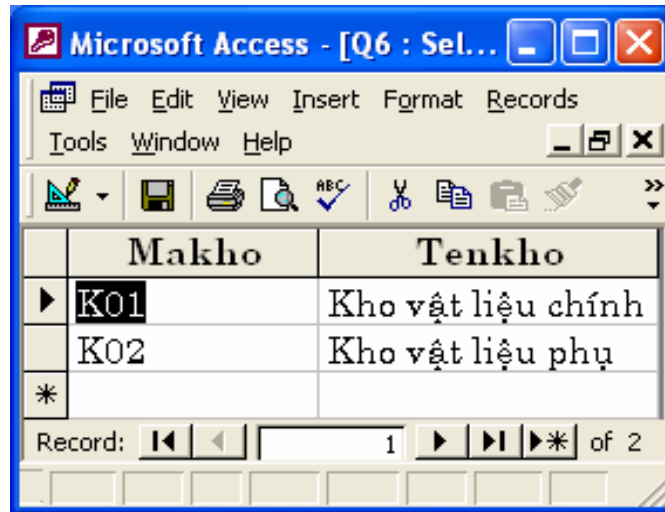 Microsoft Access - [Q6 : Sel...
File Edit View Insert Format Records
Tools Window Help
ABC
Makho Tenkho
K01 Kho vật liệu chính
K02 Kho vật liệu phụ
Record: 1 of 2